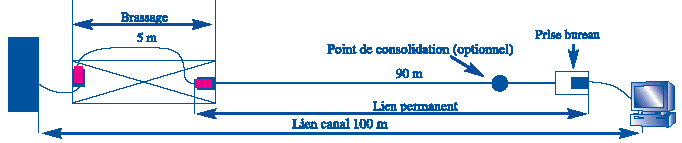 Brassage
5 m
Point de consolidation (optionnel)
Prise bureau
90 m
Lien permanent
Lien canal 100 m